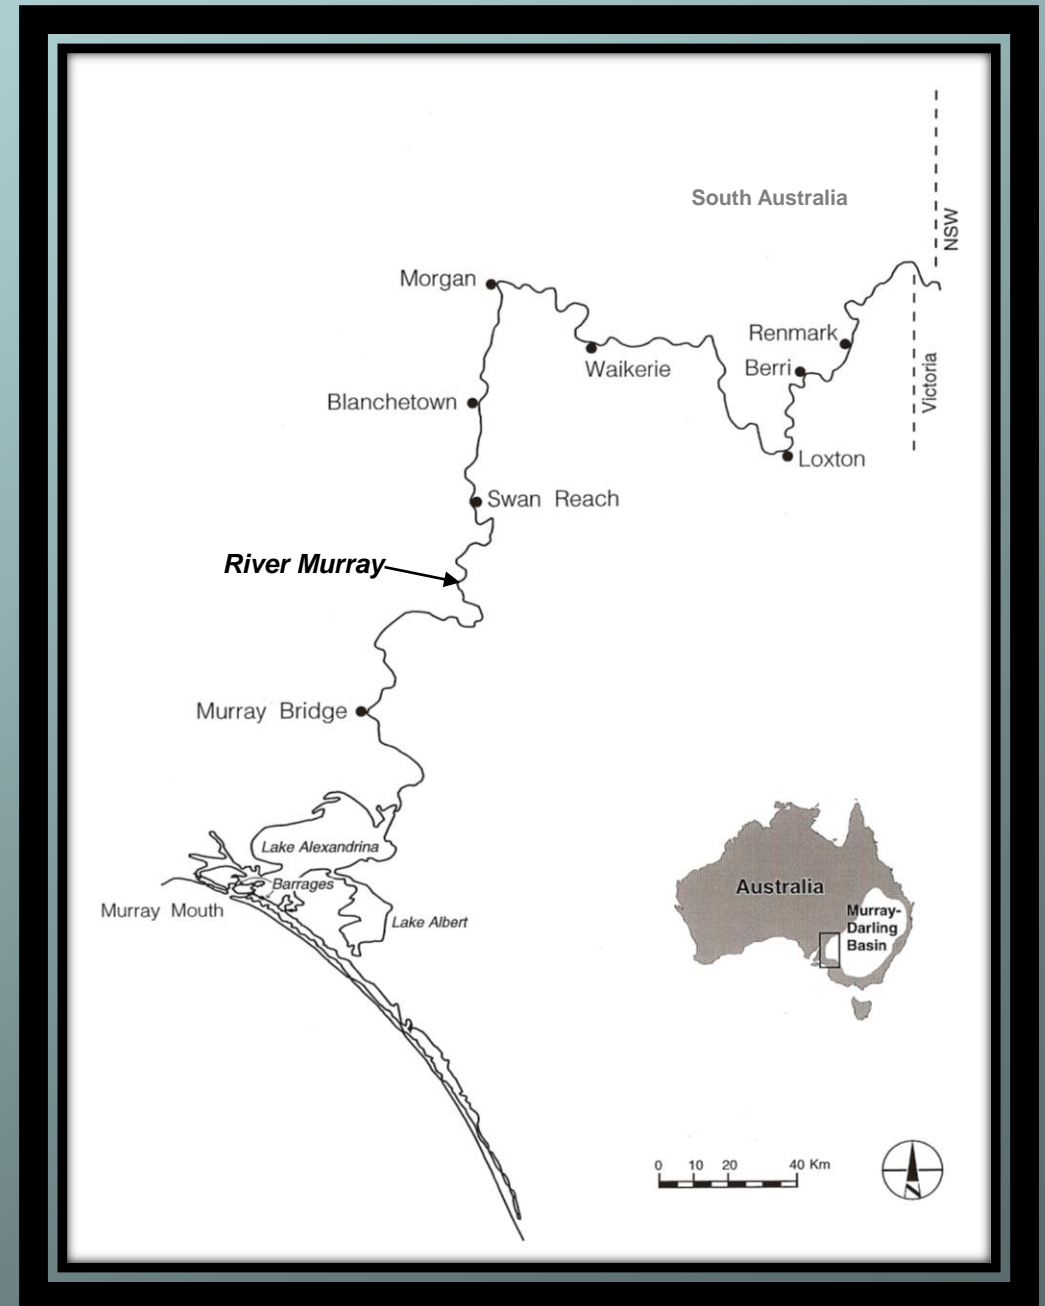 South Australia
NSW
Morgan
Renmark
Waikerie
Berri
Victoria
Blanchetown
Loxton
Swan Reach
River Murray
Murray Bridge
Lake Alexandrina
Barrages
Murray Mouth
Lake Albert
Australia
Murray-
Darling
Basin
0 10 20 40 Km
N